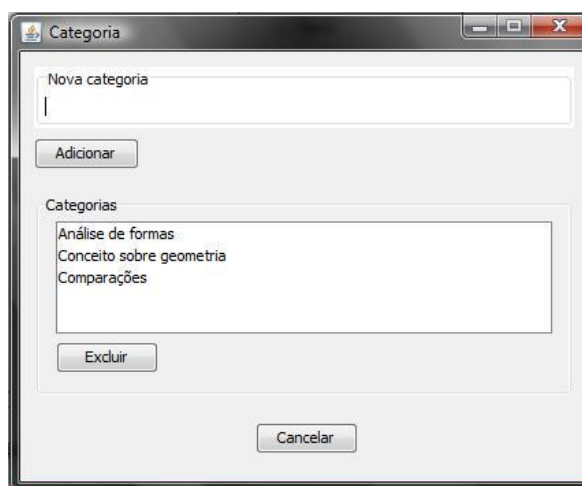 Categoria
Nova categoria
Adicionar
Categorias
Análise de formas
Conceito sobre geometria
Comparações
Excluir
Cancelar